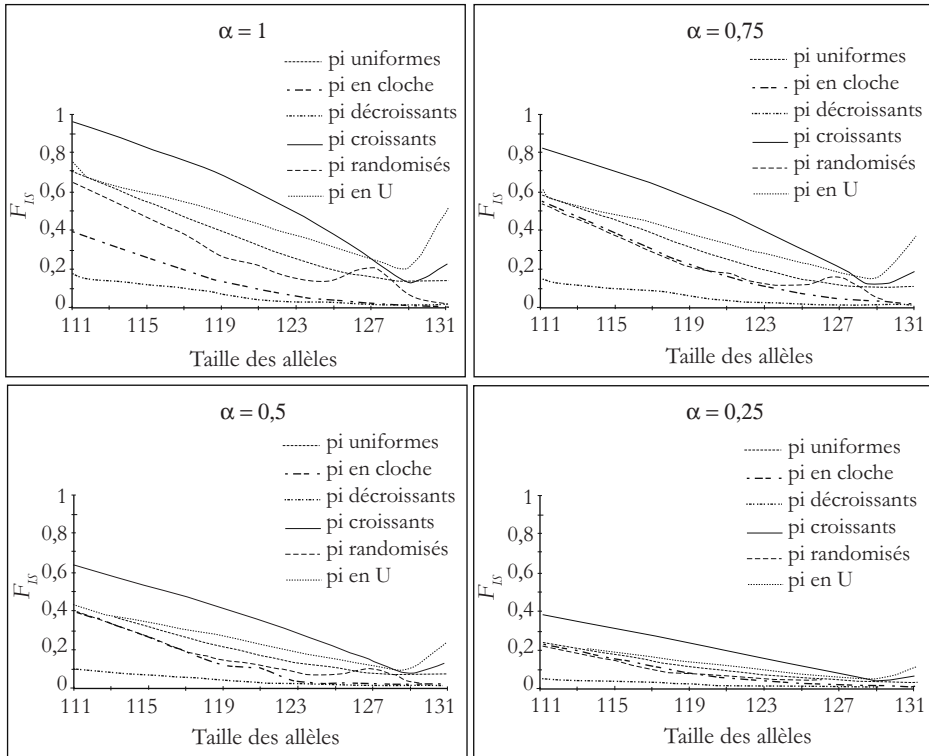 α = 1
pi uniformes
pi en cloche
pi décroissants
pi croissants
pi randomisés
pi en U
1
0,8
0,6
0,4
0,2
0
F_IS
111 115 119 123 127 131
Taille des allèles
α = 0,75
pi uniformes
pi en cloche
pi décroissants
pi croissants
pi randomisés
pi en U
1
0,8
0,6
0,4
0,2
0
F_IS
111 115 119 123 127 131
Taille des allèles
α = 0,5
pi uniformes
pi en cloche
pi décroissants
pi croissants
pi randomisés
pi en U
1
0,8
0,6
0,4
0,2
0
F_IS
111 115 119 123 127 131
Taille des allèles
α = 0,25
pi uniformes
pi en cloche
pi décroissants
pi croissants
pi randomisés
pi en U
1
0,8
0,6
0,4
0,2
0
F_IS
111 115 119 123 127 131
Taille des allèles